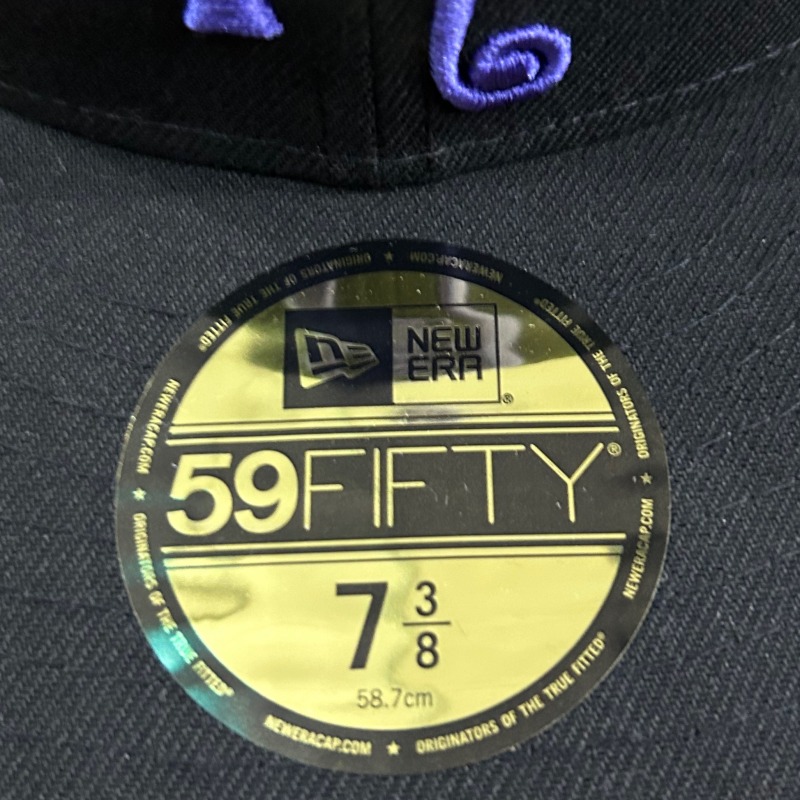 NEW
ERA
®
59FIFTY®
7 3/8
58.7cm
NEWERACAP.COM ★ ORIGINATORS OF THE TRUE FITTED®
NEWERACAP.COM ★ ORIGINATORS OF THE TRUE FITTED®
NEWERACAP.COM ★ ORIGINATORS OF THE TRUE FITTED®
NEWERACAP.COM ★ ORIGINATORS OF THE TRUE FITTED®